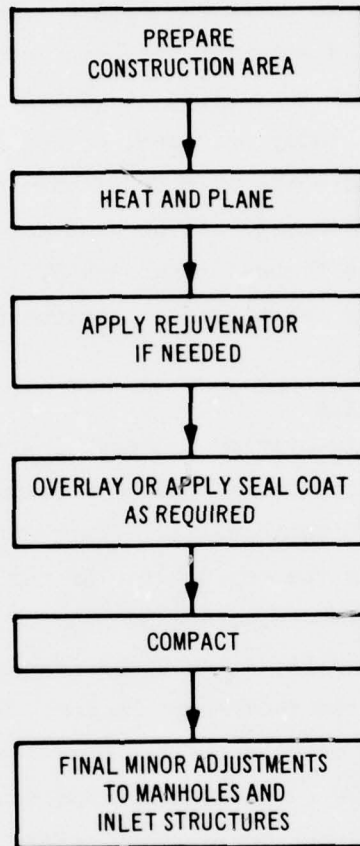 PREPARE
CONSTRUCTION AREA
HEAT AND PLANE
APPLY REJUVENATOR
IF NEEDED
OVERLAY OR APPLY SEAL COAT
AS REQUIRED
COMPACT
FINAL MINOR ADJUSTMENTS
TO MANHOLES AND
INLET STRUCTURES